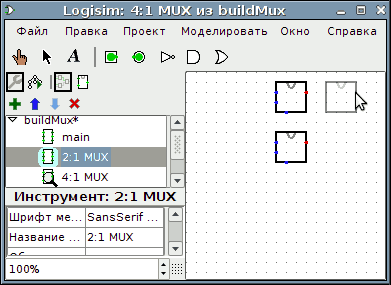 Logisim: 4:1 MUX из buildMux
Файл Правка Проект Моделировать Окно Справка
A
buildMux*
main
2:1 MUX
4:1 MUX
Инструмент: 2:1 MUX
Шрифт ме... SansSerif ...
Название ... 2:1 MUX
100%